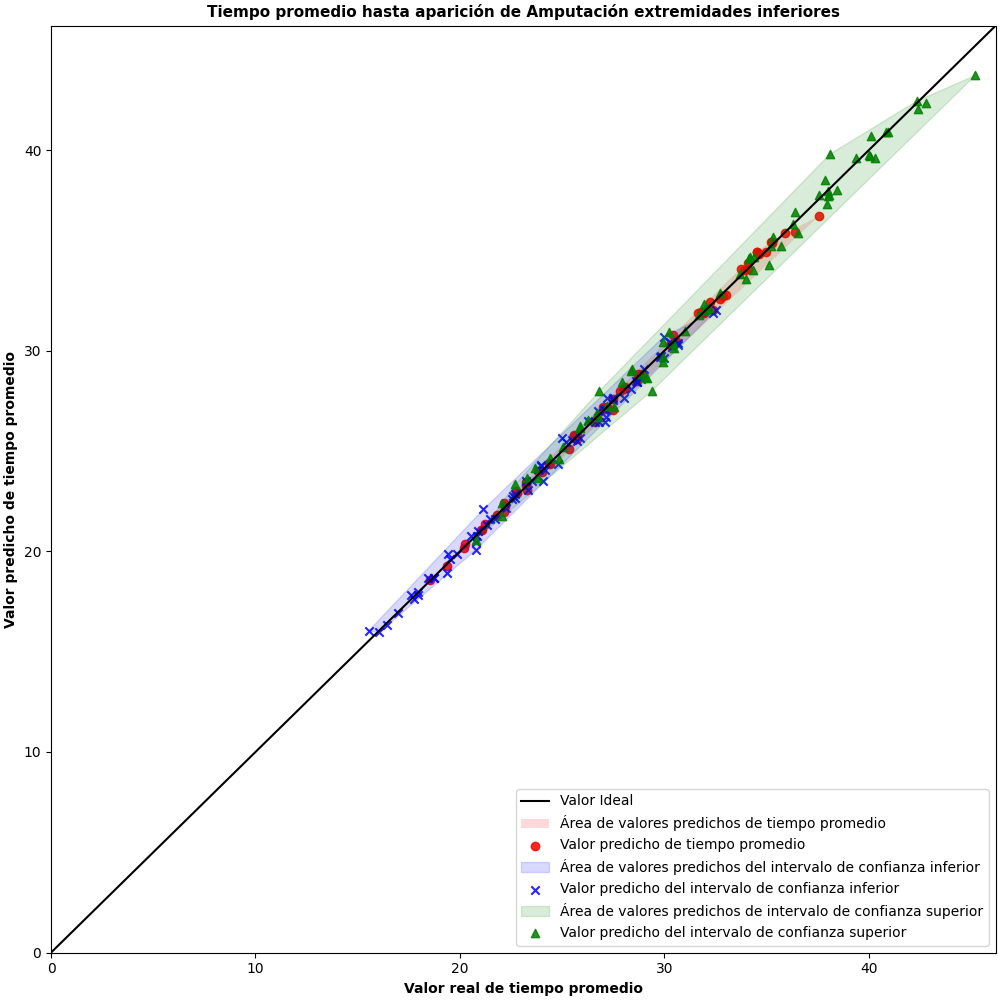 Tiempo promedio hasta aparición de Amputación extremidades inferiores
Valor predicho de tiempo promedio
40
30
20
10
0
0 10 20 30 40
Valor real de tiempo promedio
Valor Ideal
Área de valores predichos de tiempo promedio
Valor predicho de tiempo promedio
Área de valores predichos del intervalo de confianza inferior
Valor predicho del intervalo de confianza inferior
Área de valores predichos de intervalo de confianza superior
Valor predicho del intervalo de confianza superior